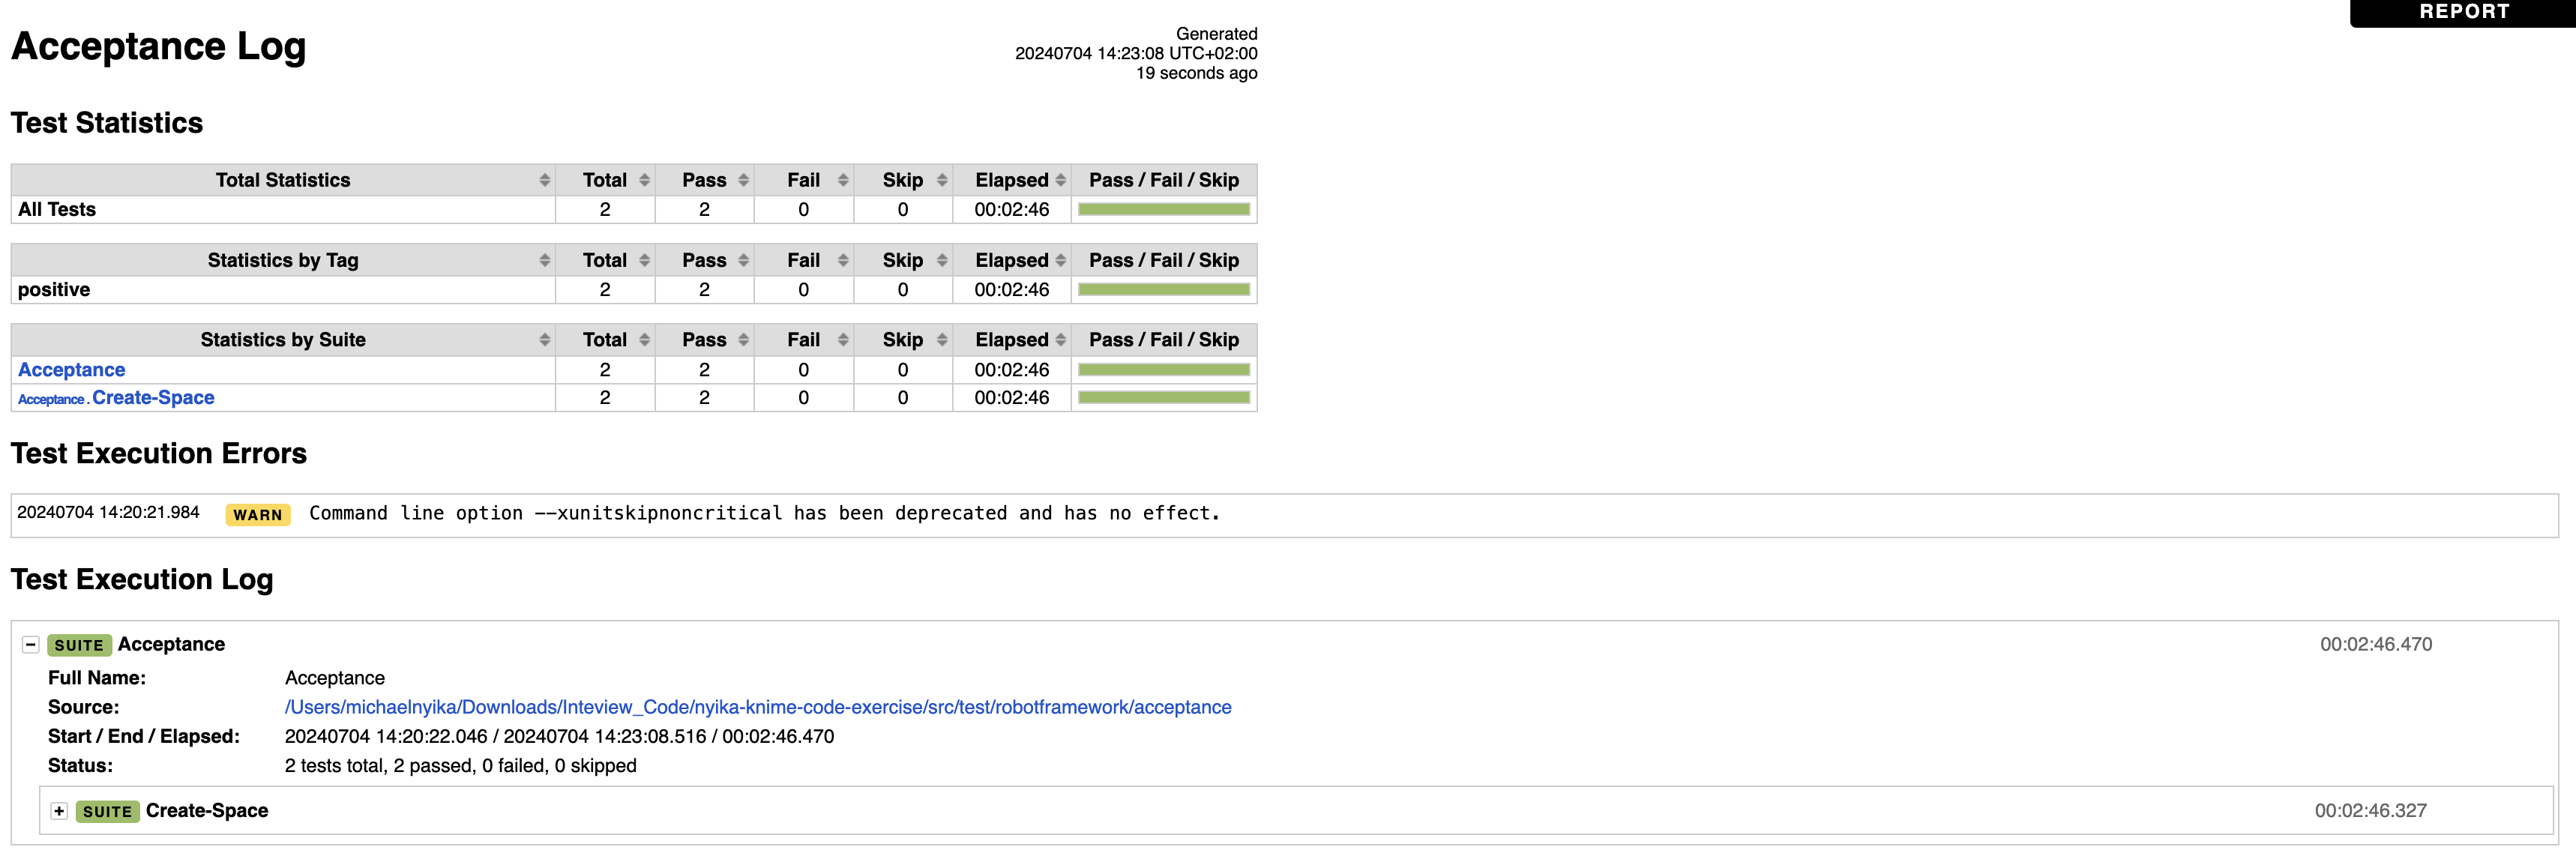 REPORT
Acceptance Log
Generated
20240704 14:23:08 UTC+02:00
19 seconds ago
Test Statistics
Total Statistics Total Pass Fail Skip Elapsed Pass / Fail / Skip
All Tests 2 2 0 0 00:02:46
Statistics by Tag Total Pass Fail Skip Elapsed Pass / Fail / Skip
positive 2 2 0 0 00:02:46
Statistics by Suite Total Pass Fail Skip Elapsed Pass / Fail / Skip
Acceptance 2 2 0 0 00:02:46
Acceptance . Create-Space 2 2 0 0 00:02:46
Test Execution Errors
20240704 14:20:21.984 WARN Command line option --xunitskipnoncritical has been deprecated and has no effect.
Test Execution Log
− SUITE Acceptance 00:02:46.470
Full Name: Acceptance
Source: /Users/michaelnyika/Downloads/Inteview_Code/nyika-knime-code-exercise/src/test/robotframework/acceptance
Start / End / Elapsed: 20240704 14:20:22.046 / 20240704 14:23:08.516 / 00:02:46.470
Status: 2 tests total, 2 passed, 0 failed, 0 skipped
+ SUITE Create-Space 00:02:46.327